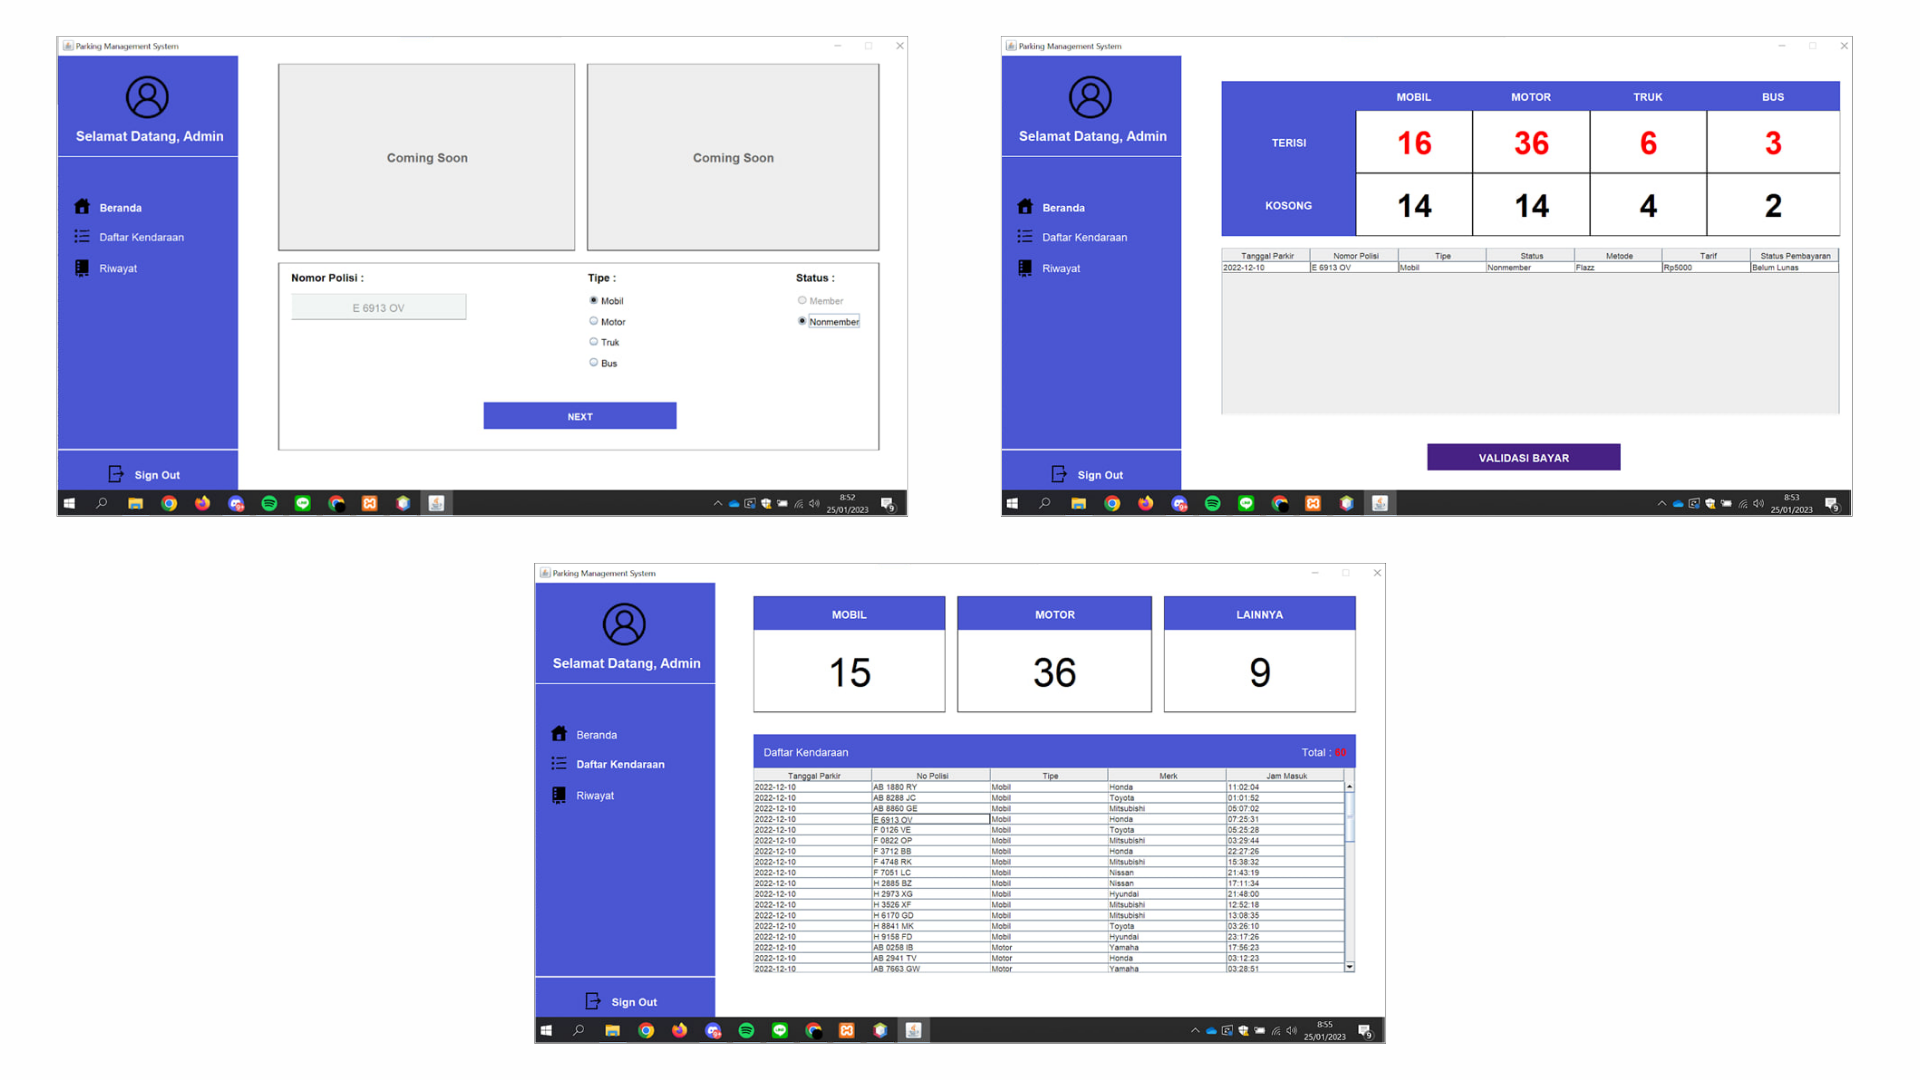 Parking Management System
Selamat Datang, Admin
Beranda
Daftar Kendaraan
Riwayat
Sign Out
Coming Soon
Coming Soon
Nomor Polisi :
E 6913 OV
Tipe :
Mobil
Motor
Truk
Bus
Status :
Member
Nonmember
NEXT
8:52
25/01/2023
Parking Management System
Selamat Datang, Admin
Beranda
Daftar Kendaraan
Riwayat
Sign Out
MOBIL MOTOR TRUK BUS
TERISI 16 36 6 3
KOSONG 14 14 4 2
Tanggal Parkir Nomor Polisi Tipe Status Metode Tarif Status Pembayaran
2022-12-10 E 6913 OV Mobil Nonmember Flazz Rp5000 Belum Lunas
VALIDASI BAYAR
8:53
25/01/2023
Parking Management System
Selamat Datang, Admin
Beranda
Daftar Kendaraan
Riwayat
Sign Out
MOBIL MOTOR LAINNYA
15 36 9
Daftar Kendaraan Total : 60
Tanggal Parkir No Polisi Tipe Merk Jam Masuk
2022-12-10 AB 1880 RY Mobil Honda 11:02:04
2022-12-10 AB 8288 JC Mobil Toyota 01:01:52
2022-12-10 AB 8860 GE Mobil Mitsubishi 05:07:02
2022-12-10 E 6913 OV Mobil Honda 07:25:31
2022-12-10 F 0126 VE Mobil Toyota 05:25:28
2022-12-10 F 0822 OP Mobil Mitsubishi 03:29:44
2022-12-10 F 3712 BB Mobil Honda 22:27:26
2022-12-10 F 4748 RK Mobil Mitsubishi 15:38:32
2022-12-10 F 7051 LC Mobil Nissan 21:43:19
2022-12-10 H 2885 BZ Mobil Nissan 17:11:34
2022-12-10 H 2973 XG Mobil Hyundai 21:48:00
2022-12-10 H 3526 XF Mobil Mitsubishi 12:52:18
2022-12-10 H 6170 GD Mobil Mitsubishi 13:08:35
2022-12-10 H 8841 MK Mobil Toyota 03:26:10
2022-12-10 H 9158 FD Mobil Hyundai 23:17:26
2022-12-10 AB 0258 IB Motor Yamaha 17:56:23
2022-12-10 AB 2941 TV Motor Honda 03:12:23
2022-12-10 AB 7663 GW Motor Yamaha 03:28:51
8:55
25/01/2023